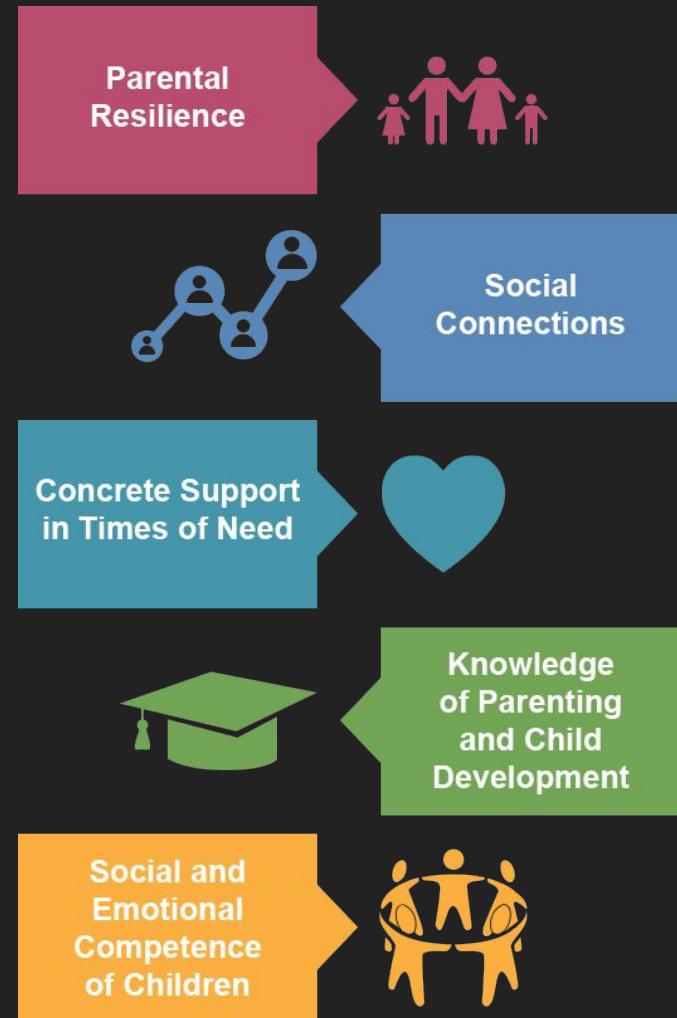 Parental
Resilience
Social
Connections
Concrete Support
in Times of Need
Knowledge
of Parenting
and Child
Development
Social and
Emotional
Competence
of Children